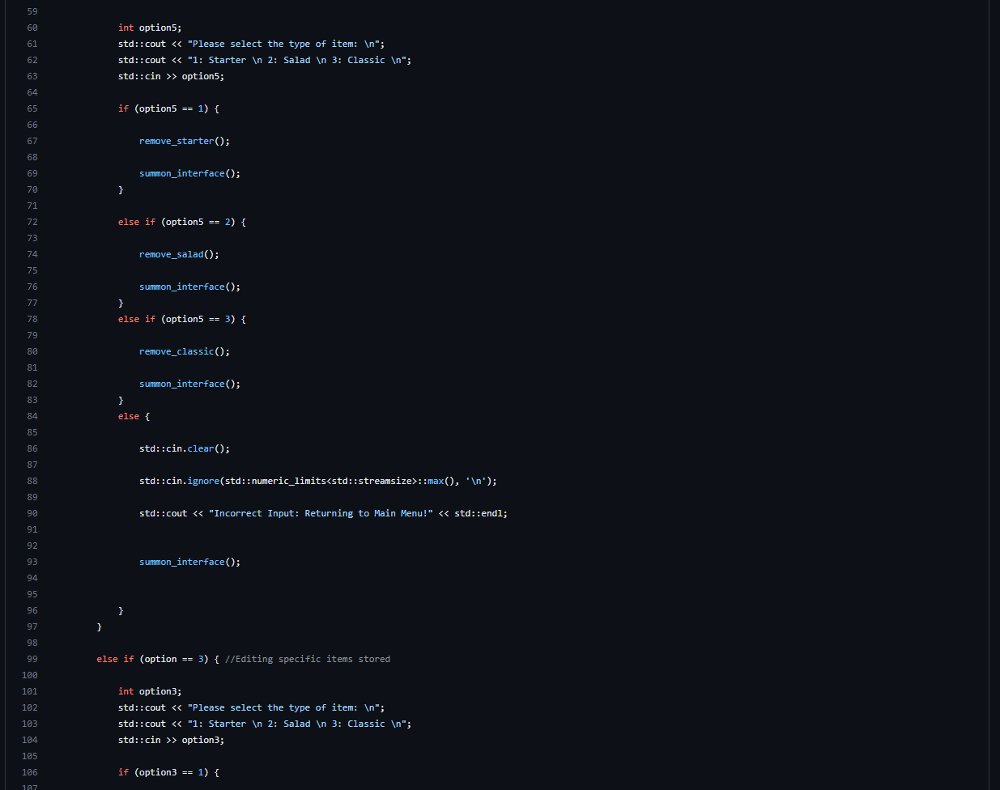 59
60 int option5;
61 std::cout << "Please select the type of item: \n";
62 std::cout << "1: Starter \n 2: Salad \n 3: Classic \n";
63 std::cin >> option5;
64
65 if (option5 == 1) {
66
67 remove_starter();
68
69 summon_interface();
70 }
71
72 else if (option5 == 2) {
73
74 remove_salad();
75
76 summon_interface();
77 }
78 else if (option5 == 3) {
79
80 remove_classic();
81
82 summon_interface();
83 }
84 else {
85
86 std::cin.clear();
87
88 std::cin.ignore(std::numeric_limits<std::streamsize>::max(), '\n');
89
90 std::cout << "Incorrect Input: Returning to Main Menu!" << std::endl;
91
92
93 summon_interface();
94
95
96 }
97 }
98
99 else if (option == 3) { //Editing specific items stored
100
101 int option3;
102 std::cout << "Please select the type of item: \n";
103 std::cout << "1: Starter \n 2: Salad \n 3: Classic \n";
104 std::cin >> option3;
105
106 if (option3 == 1) {
107